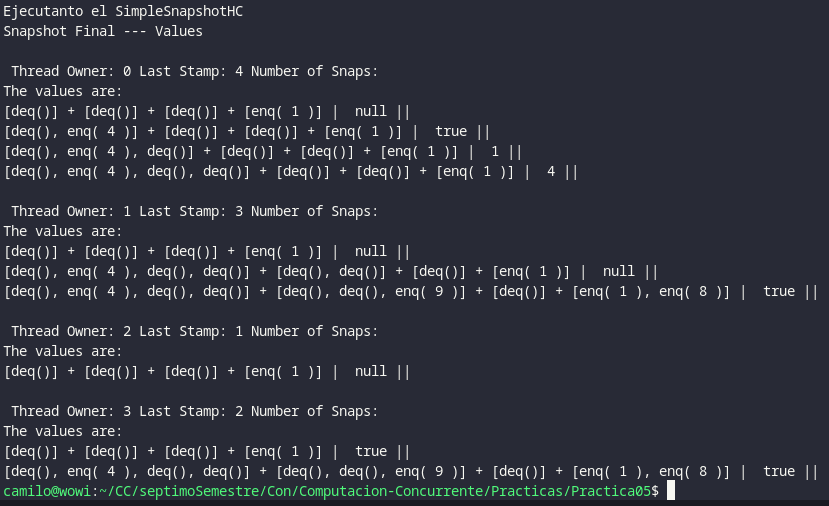 Ejecutanto el SimpleSnapshotHC
Snapshot Final --- Values
Thread Owner: 0 Last Stamp: 4 Number of Snaps:
The values are:
[deq()] + [deq()] + [deq()] + [enq( 1 )] |  null ||
[deq(), enq( 4 )] + [deq()] + [deq()] + [enq( 1 )] |  true ||
[deq(), enq( 4 ), deq()] + [deq()] + [deq()] + [enq( 1 )] |  1 ||
[deq(), enq( 4 ), deq(), deq()] + [deq()] + [deq()] + [enq( 1 )] |  4 ||
Thread Owner: 1 Last Stamp: 3 Number of Snaps:
The values are:
[deq()] + [deq()] + [deq()] + [enq( 1 )] |  null ||
[deq(), enq( 4 ), deq(), deq()] + [deq(), deq()] + [deq()] + [enq( 1 )] |  null ||
[deq(), enq( 4 ), deq(), deq()] + [deq(), deq(), enq( 9 )] + [deq()] + [enq( 1 ), enq( 8 )] |  true ||
Thread Owner: 2 Last Stamp: 1 Number of Snaps:
The values are:
[deq()] + [deq()] + [deq()] + [enq( 1 )] |  null ||
Thread Owner: 3 Last Stamp: 2 Number of Snaps:
The values are:
[deq()] + [deq()] + [deq()] + [enq( 1 )] |  true ||
[deq(), enq( 4 ), deq(), deq()] + [deq(), deq(), enq( 9 )] + [deq()] + [enq( 1 ), enq( 8 )] |  true ||
camilo@wowi:~/CC/septimoSemestre/Con/Computacion-Concurrente/Practicas/Practica05$